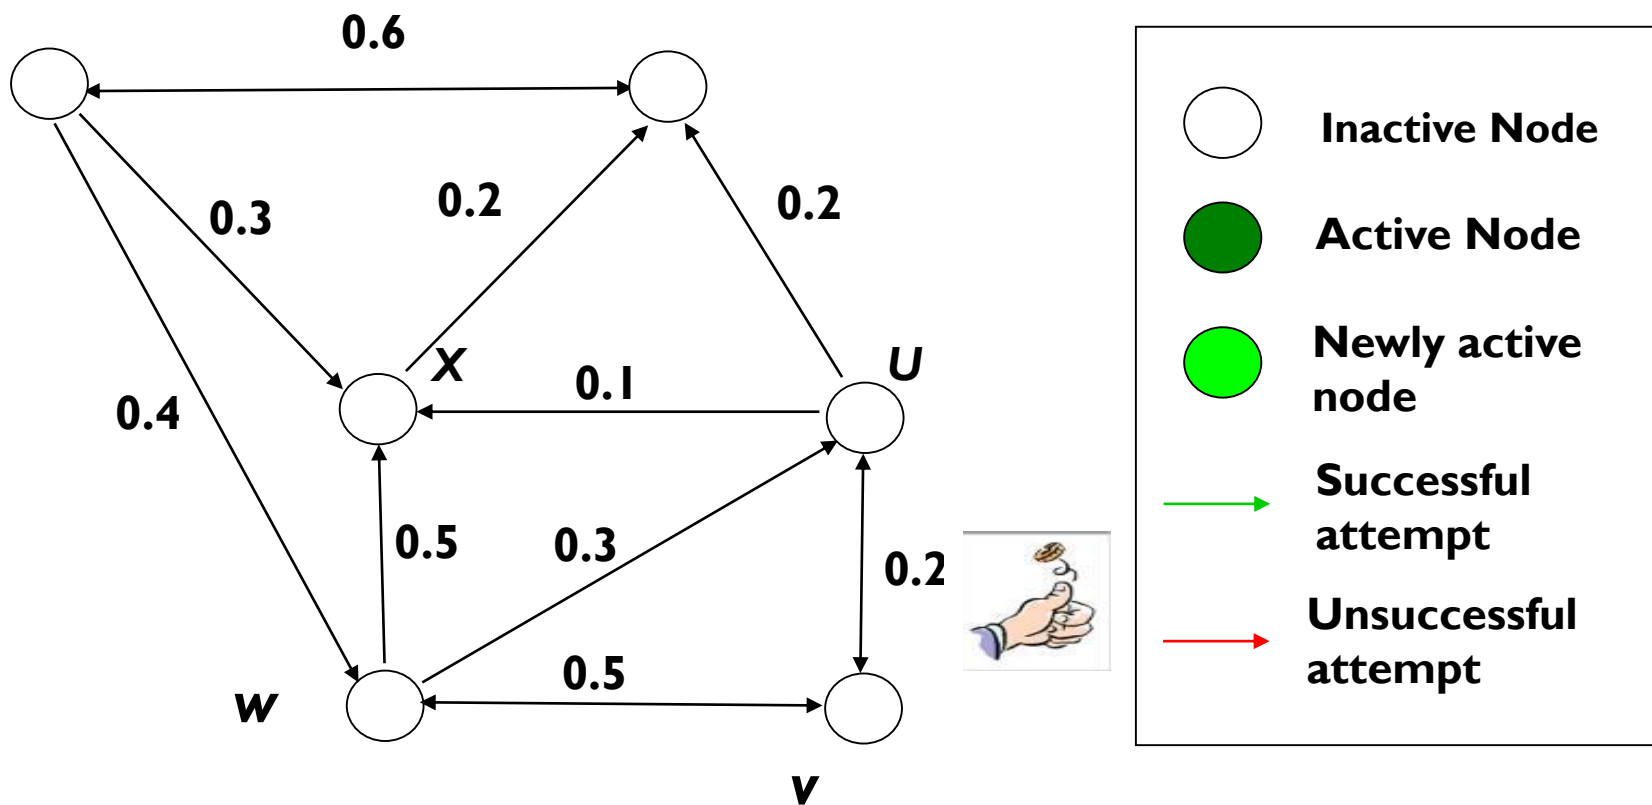 0.6
0.3
0.2
0.2
0.4
X
0.1
U
0.5
0.3
0.2
0.5
w
v
Inactive Node
Active Node
Newly active
node
Successful
attempt
Unsuccessful
attempt